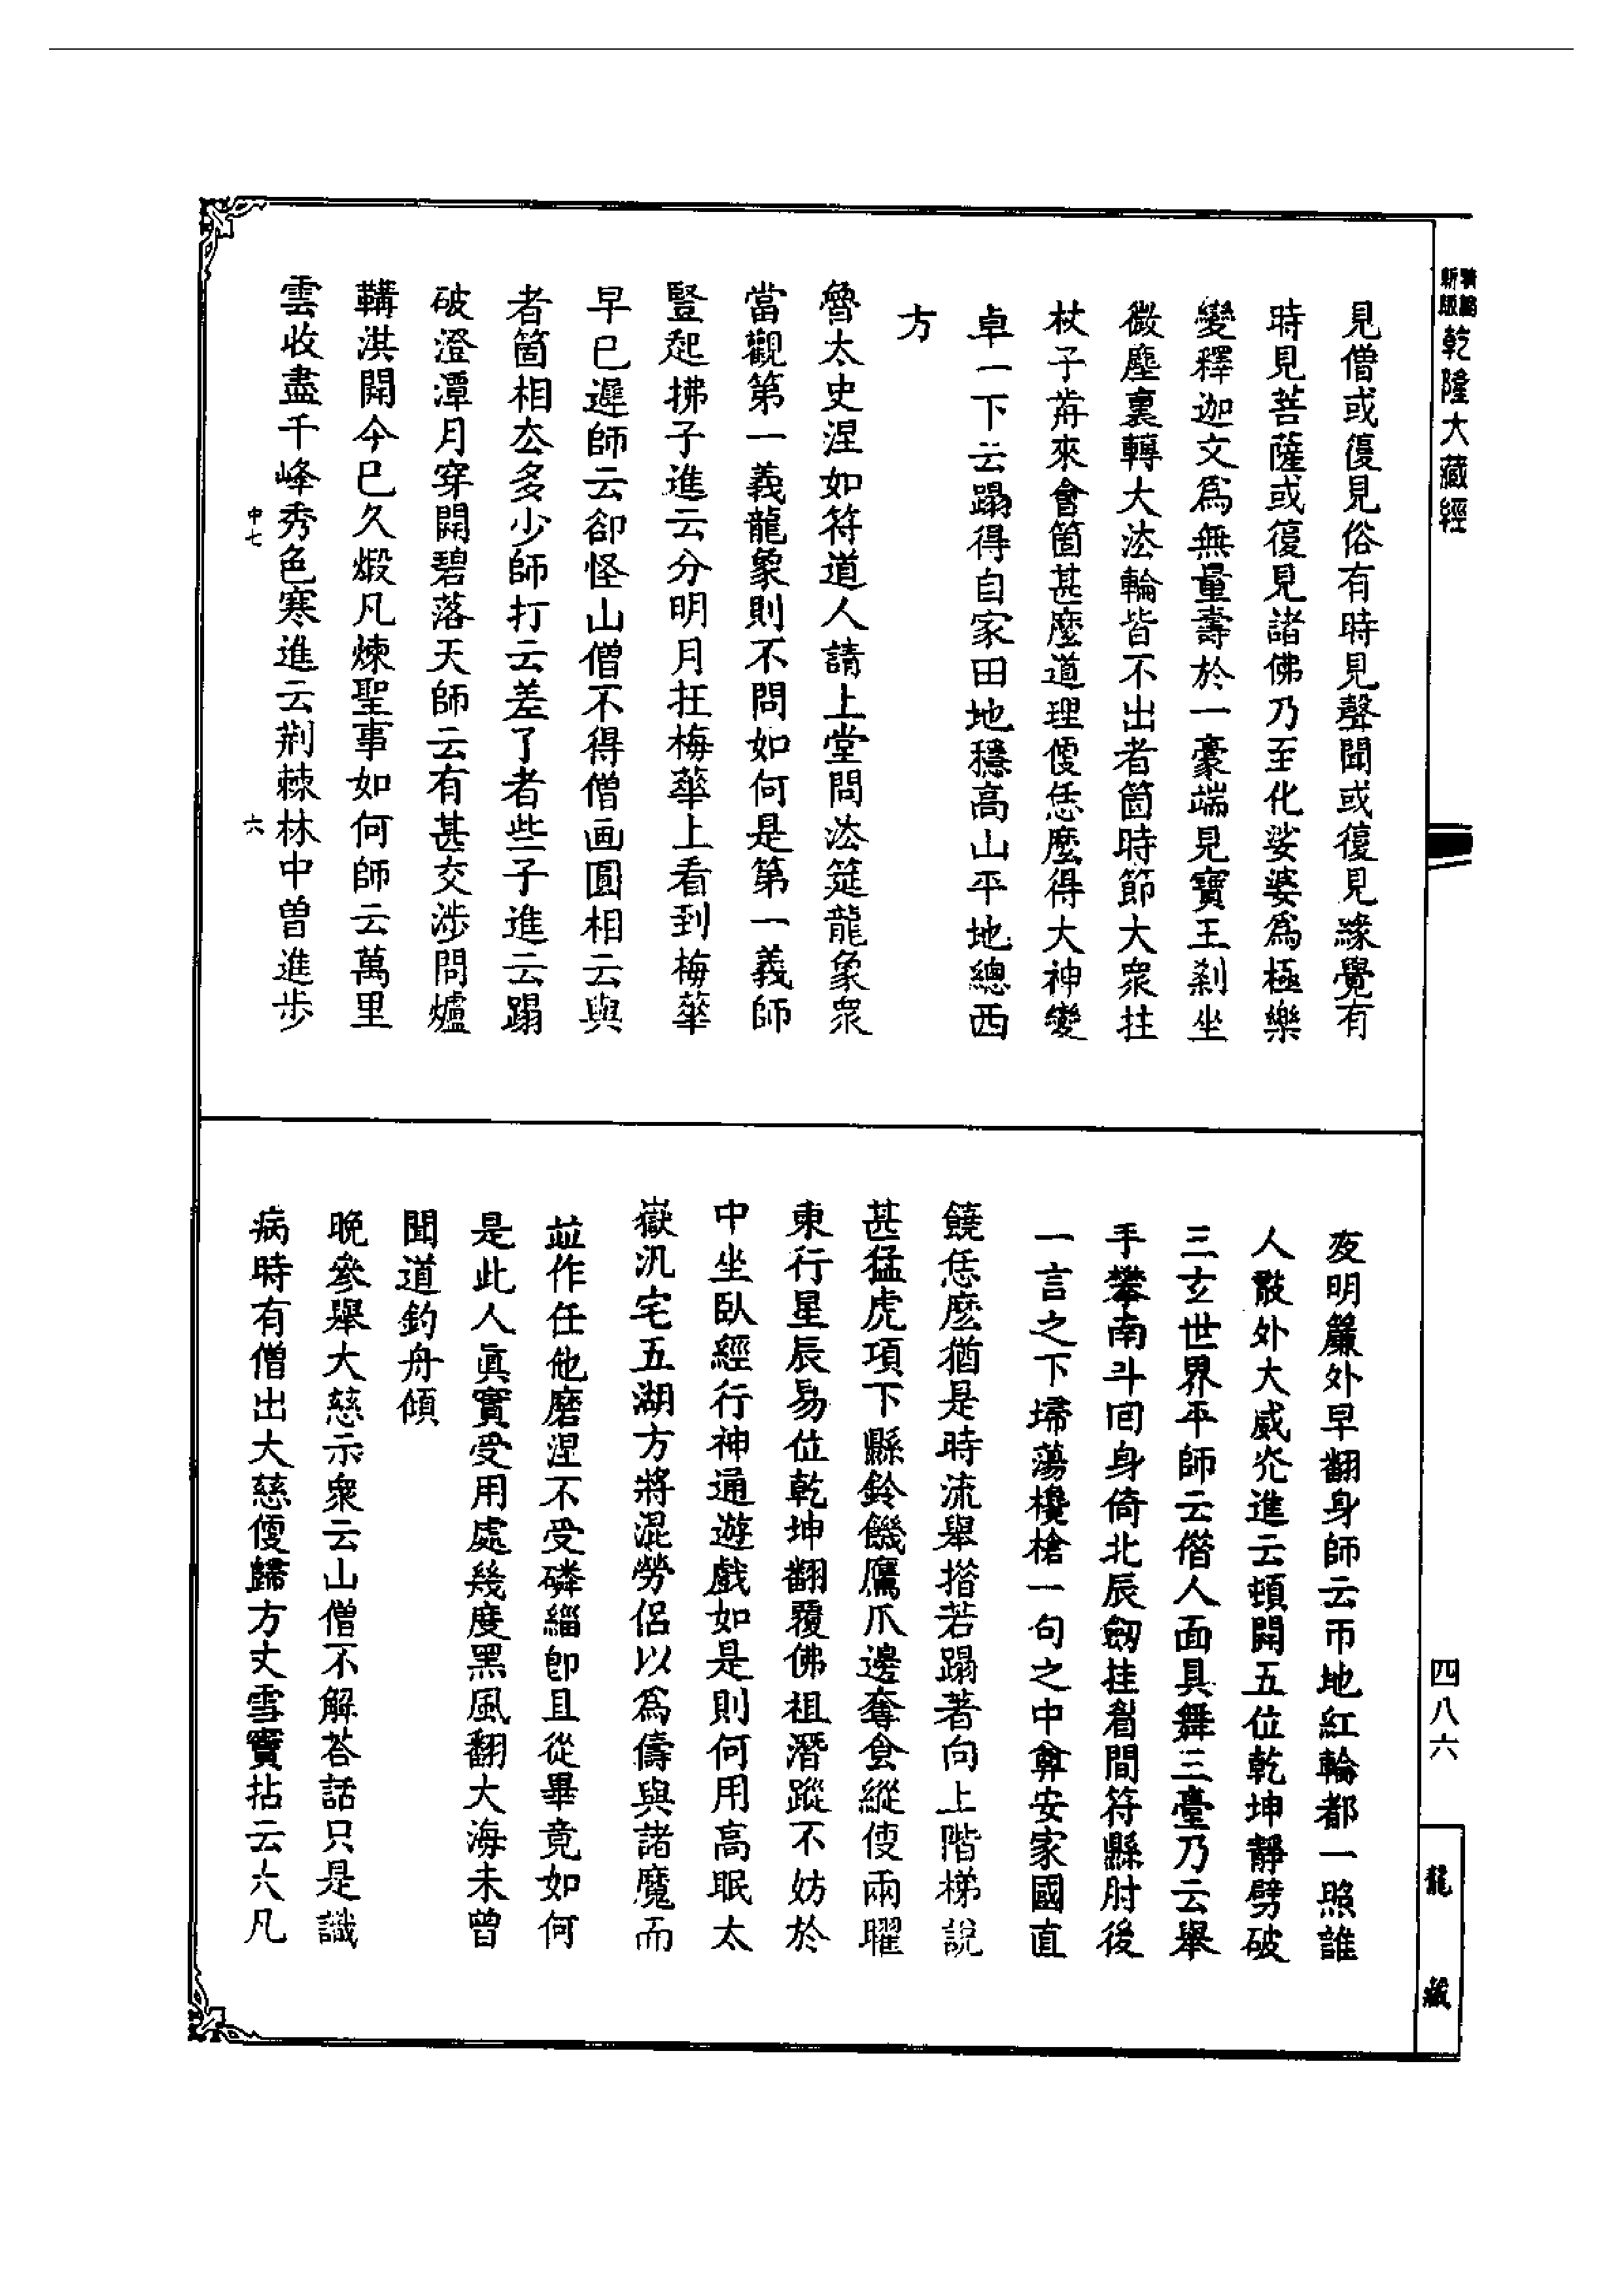 精鹼
新版
乾隆大藏經
見僧或復見俗有時見聲聞或復見緣覺有
時見菩薩或復見諸佛乃至化娑婆爲極樂
變釋迦文爲無量壽於一豪端見寶王剎坐
微塵裏轉大法輪皆不出者箇時節大衆拄
杖子𦍒來會箇甚麼道理便恁麼得大神變
卓一下云蹋得自家田地穩高山平地總西
方
魯太史涅如符道人請上堂問法筵龍象衆
當觀第一義龍象則不問如何是第一義師
豎起拂子進云分明月在梅華上看到梅華
早已遲師云卻怪山僧不得僧画圓相云與
者箇相去多少師打云差了者些子進云蹋
破澄潭月穿開碧落天師云有甚交涉問爐
鞲洪開今已久煅凡煉聖事如何師云萬里
雲收盡千峰秀色寒進云荆棘林中曾進步
中七
六
夜明簾外早翻身師云帀地紅輪都一照誰
人敢外大威光進云頓開五位乾坤靜劈破
三玄世界平師云偕人面具舞三臺乃云舉
手攀南斗回身倚北辰劒挂眉間符縣肘後
一言之下埽蕩欃槍一句之中尊安家國直
饒恁麽猶是時流舉揩若蹋著向上階梯說
甚猛虎項下縣鈴饑鷹爪邊奪食縱使兩曜
東行星辰易位乾坤翻覆佛祖潛蹤不妨於
中坐臥經行神通遊戲如是則何用高眠太
嶽汎宅五湖方將混勞侶以爲儔與諸魔而
並作任他磨涅不受磷緇卽且從畢竟如何
是此人眞實受用處幾度黑風翻大海未曾
聞道釣舟傾
晚參舉大慈示衆云山僧不解荅話只是識
病時有僧出大慈便歸方丈雪竇拈云六凡
四八六
龍藏